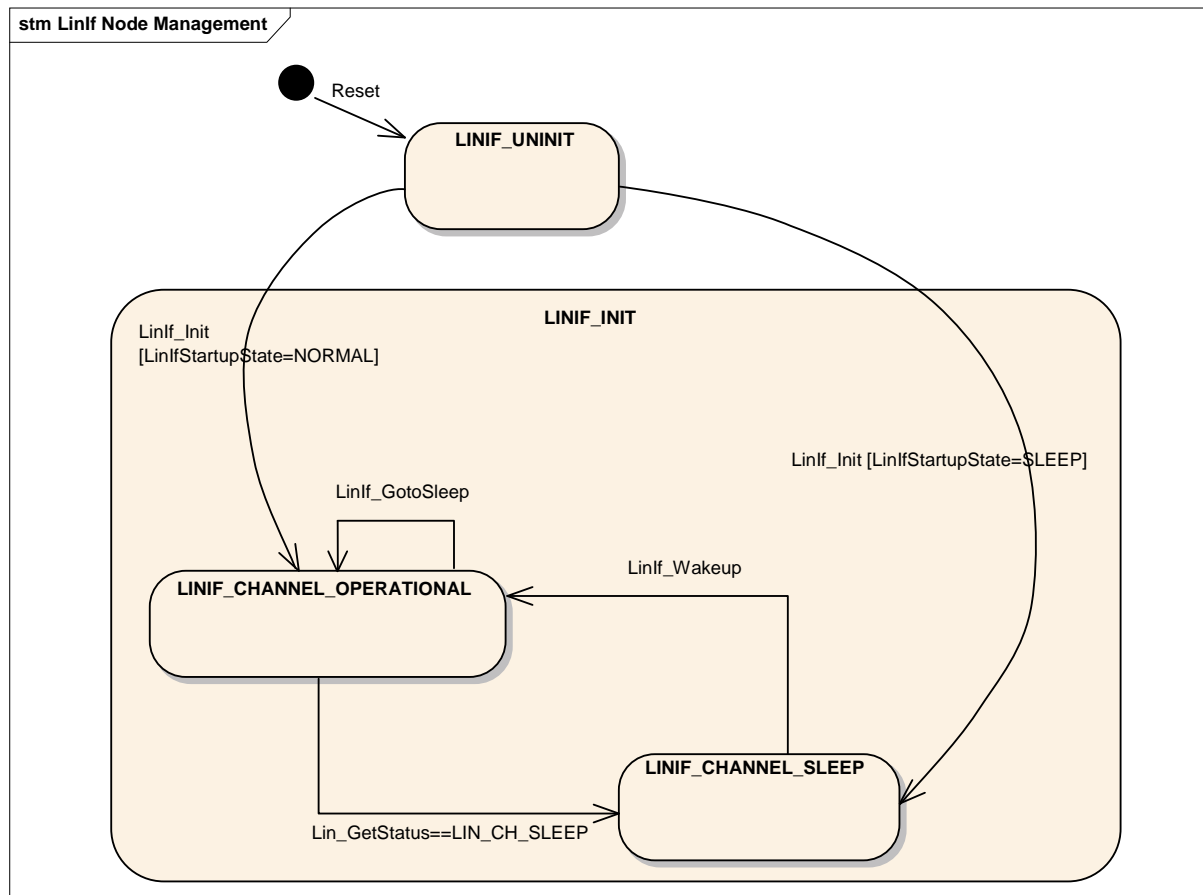 stm LinIf Node Management
Reset
LINIF_UNINIT
LINIF_INIT
LinIf_Init
[LinIfStartupState=NORMAL]
LinIf_Init [LinIfStartupState=SLEEP]
LinIf_GotoSleep
LinIf_Wakeup
LINIF_CHANNEL_OPERATIONAL
LINIF_CHANNEL_SLEEP
Lin_GetStatus==LIN_CH_SLEEP